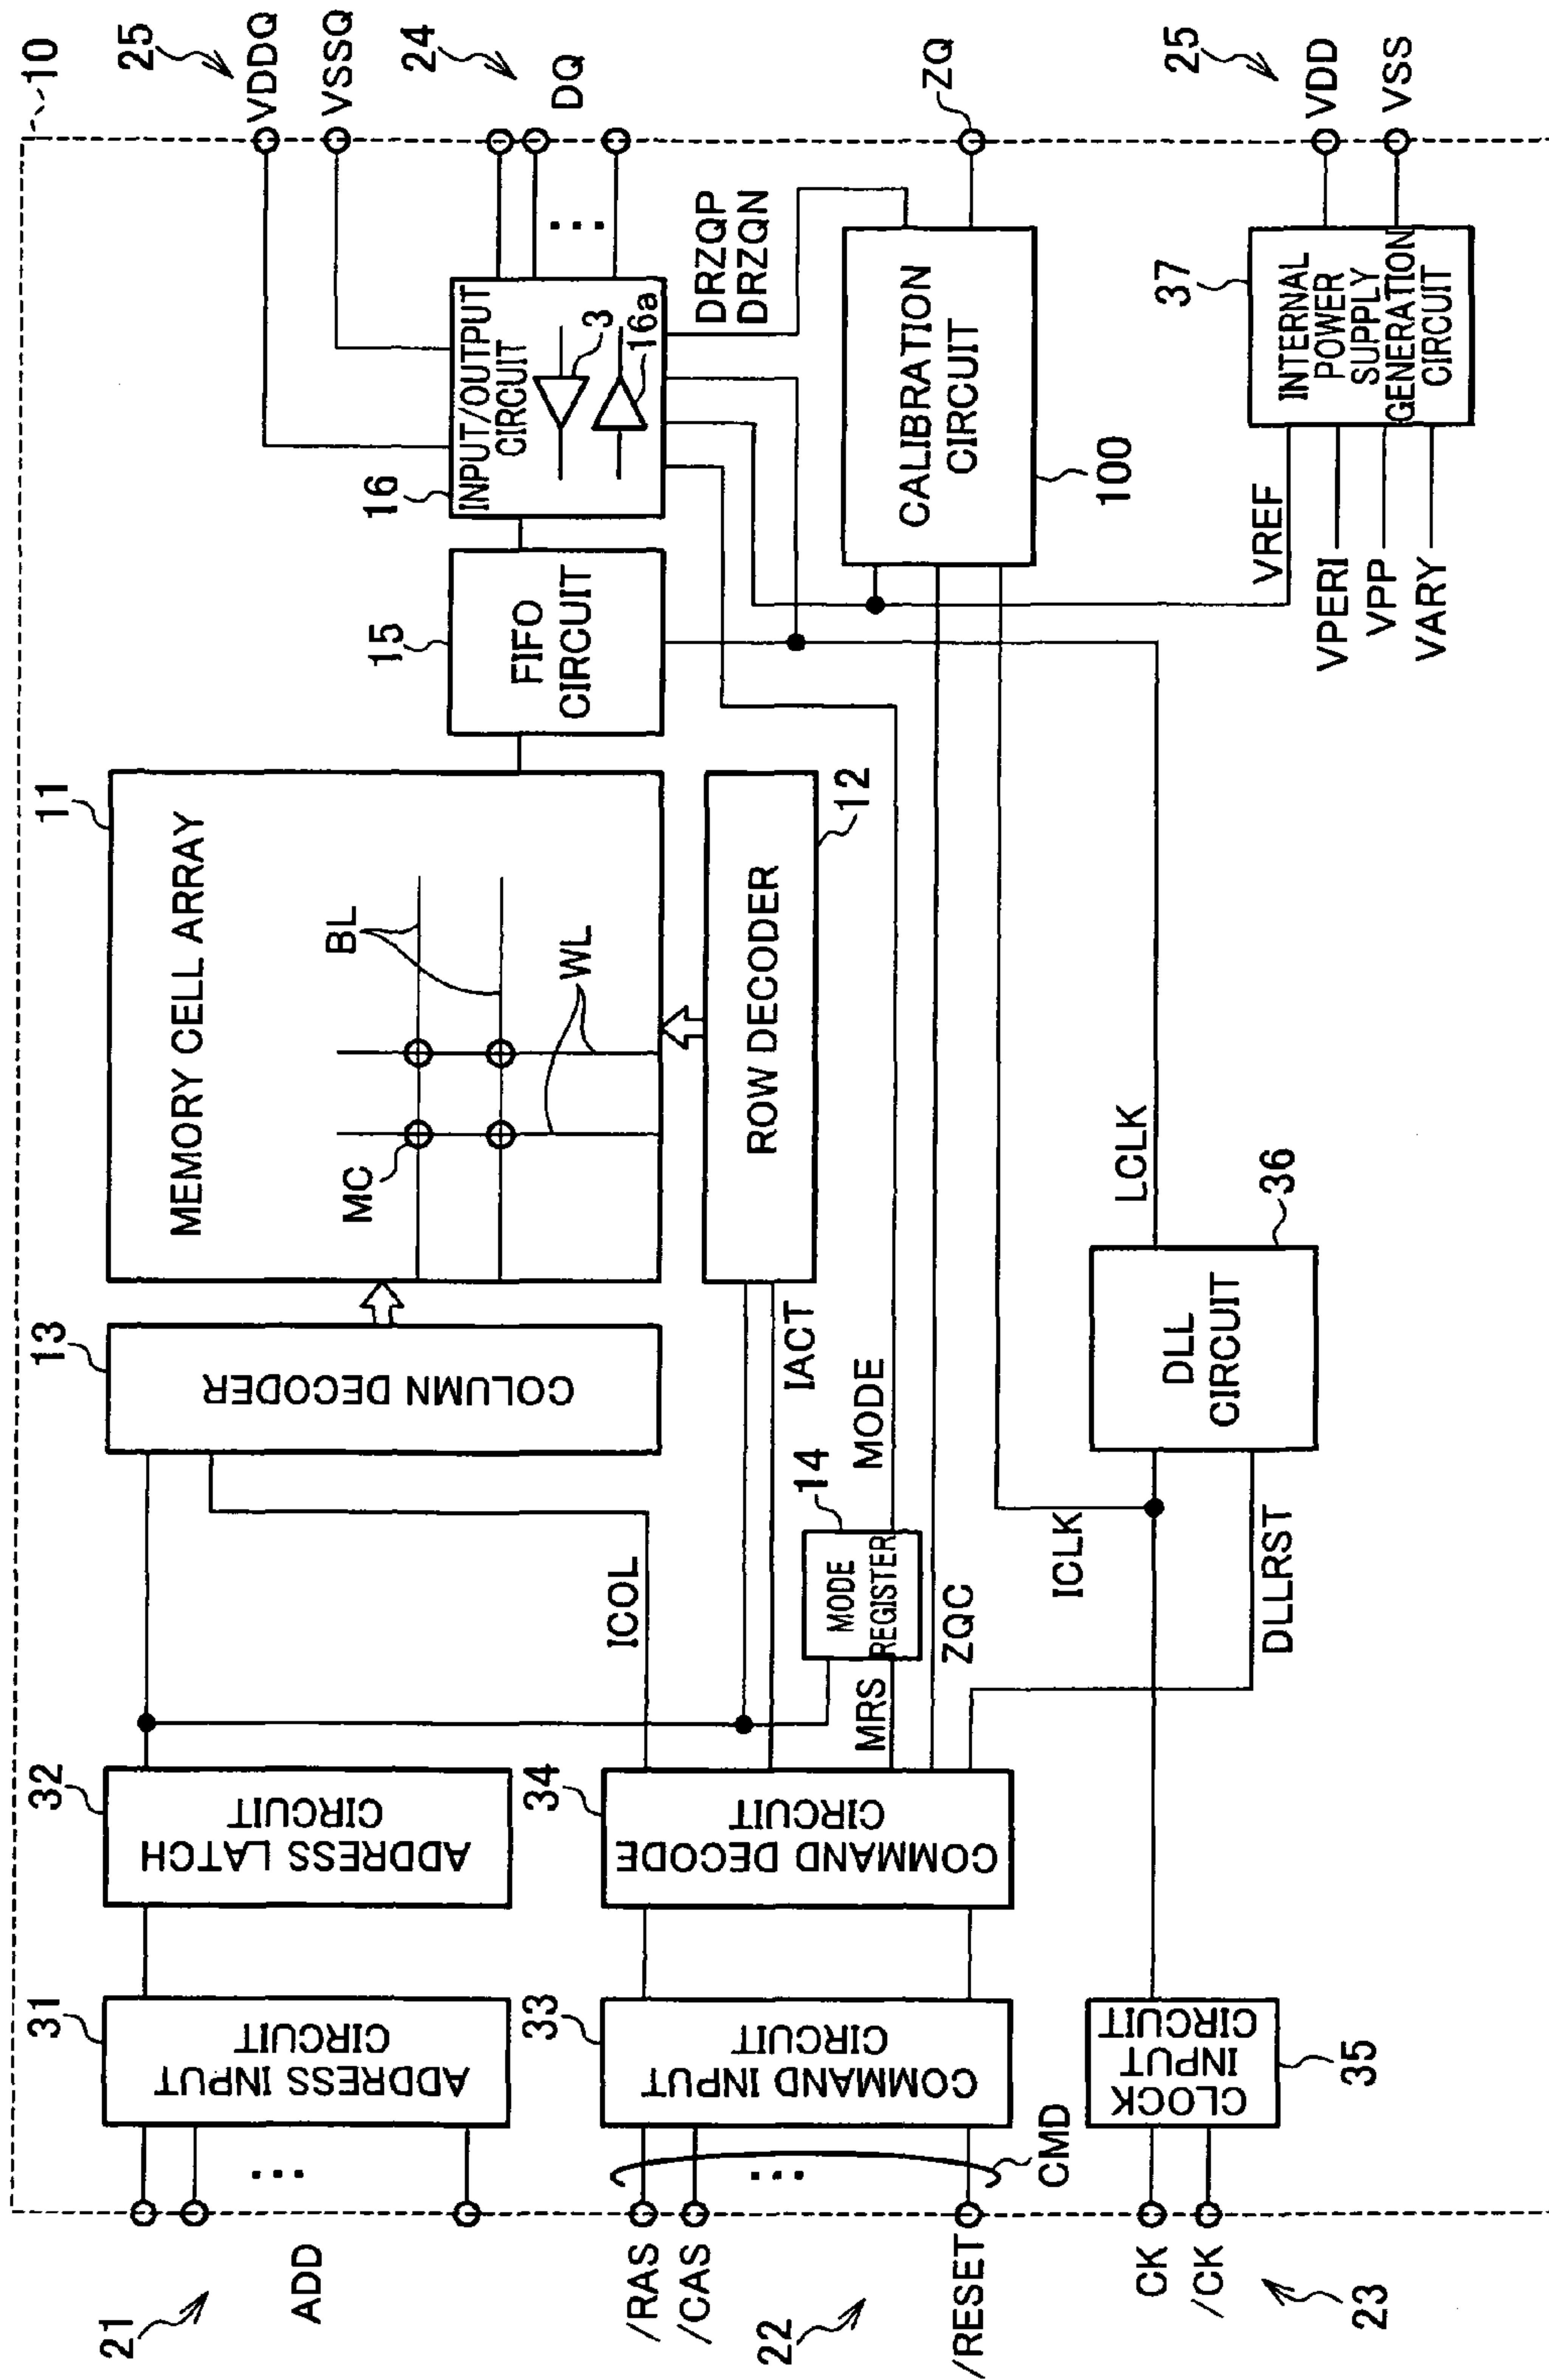 10
25
VDDQ
VSSQ
24
DQ
ZQ
25
VDD
VSS
16
INPUT/OUTPUT
CIRCUIT
3
16a
DRZQP
DRZQN
CALIBRATION
CIRCUIT
100
37
INTERNAL
POWER
SUPPLY
GENERATION
CIRCUIT
VREF
VPERI
VPP
VARY
15
FIFO
CIRCUIT
11
MEMORY CELL ARRAY
BL
WL
MC
12
ROW DECODER
13
COLUMN DECODER
IACT
MODE
14
MODE
REGISTER
MRS
ZQC
ICOL
LCLK
36
DLL
CIRCUIT
ICLK
DLLRST
32
ADDRESS LATCH
CIRCUIT
34
COMMAND DECODE
CIRCUIT
31
ADDRESS INPUT
CIRCUIT
33
COMMAND INPUT
CIRCUIT
CLOCK
INPUT
CIRCUIT
35
...
...
...
CMD
21
ADD
/RAS
/CAS
22
/RESET
CK
/CK
23